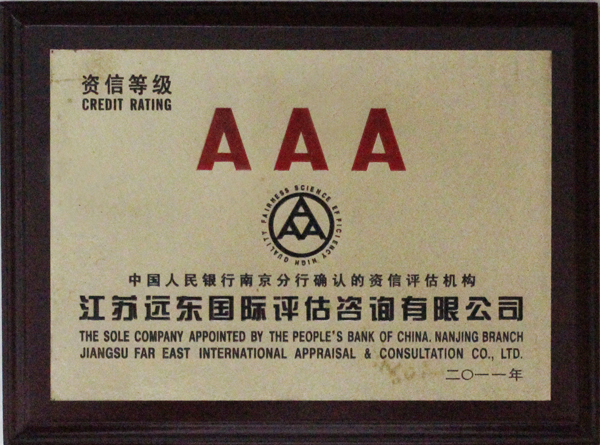 资信等级
CREDIT RATING
AAA
FAIRNESS SCIENCE EFFICIENCY HIGH QUALITY
AAA
中国人民银行南京分行确认的资信评估机构
江苏远东国际评估咨询有限公司
THE SOLE COMPANY APPOINTED BY THE PEOPLE'S BANK OF CHINA. NANJING BRANCH
JIANGSU FAR EAST INTERNATIONAL APPRAISAL & CONSULTATION CO., LTD.
二〇一一年